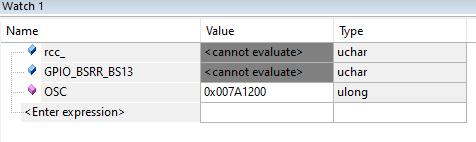 Watch 1
Name Value Type
rcc_ <cannot evaluate> uchar
GPIO_BSRR_BS13 <cannot evaluate> uchar
OSC 0x007A1200 ulong
<Enter expression>